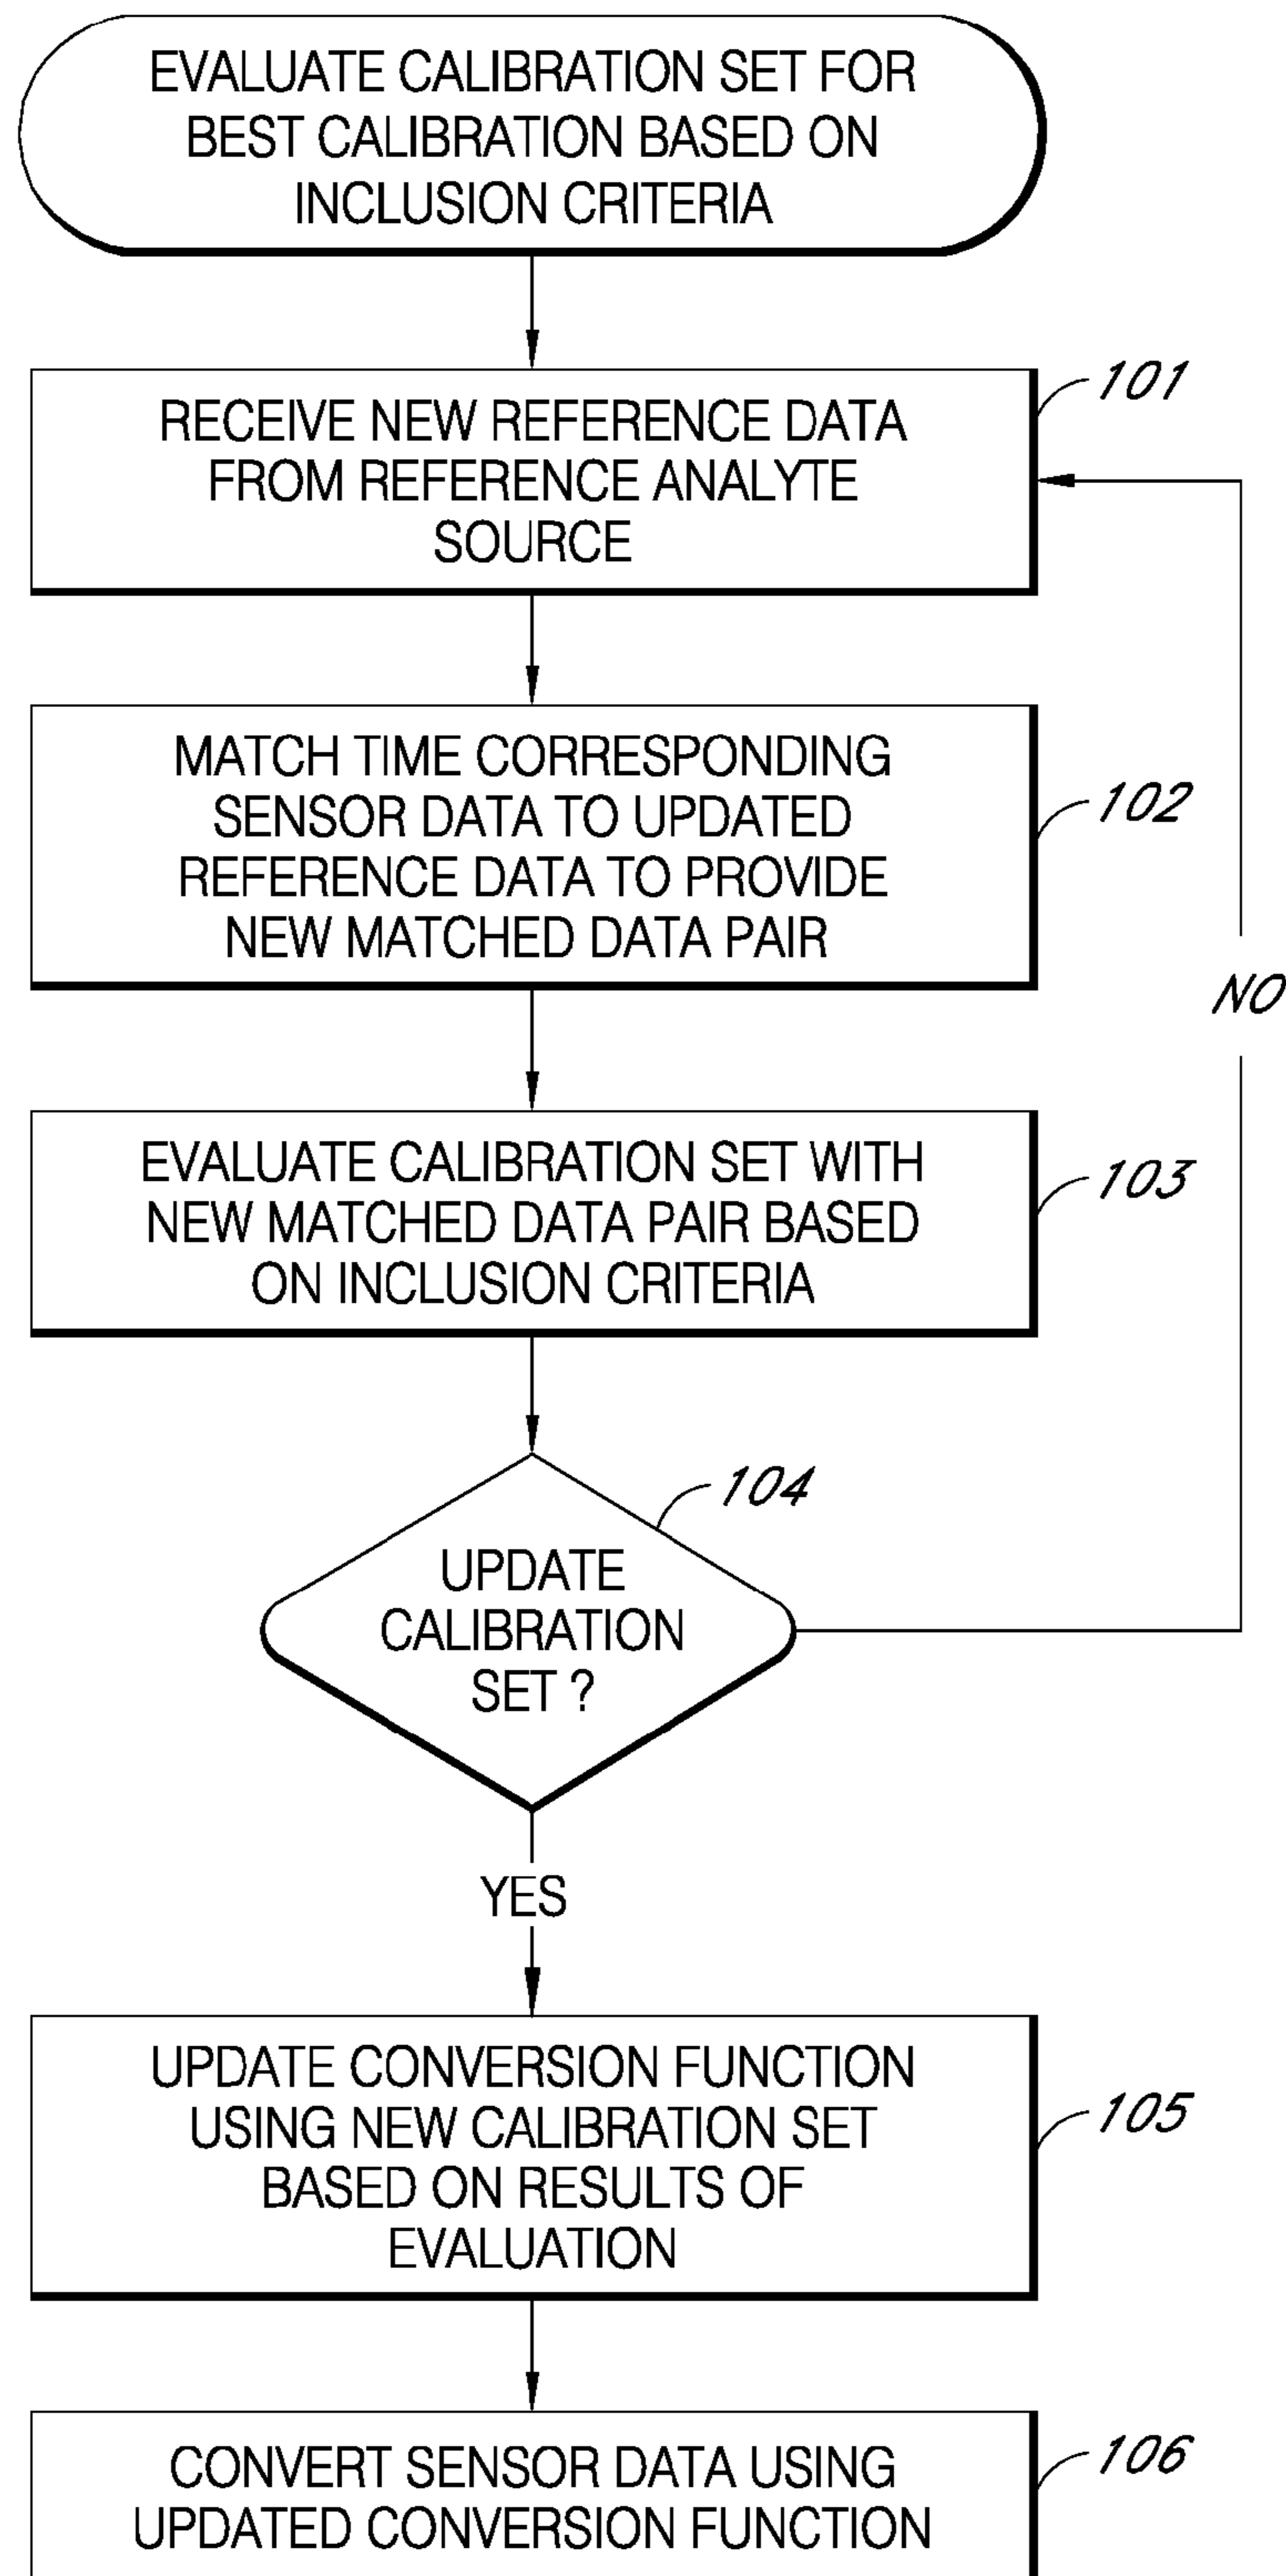 EVALUATE CALIBRATION SET FOR
BEST CALIBRATION BASED ON
INCLUSION CRITERIA
101
RECEIVE NEW REFERENCE DATA
FROM REFERENCE ANALYTE
SOURCE
102
MATCH TIME CORRESPONDING
SENSOR DATA TO UPDATED
REFERENCE DATA TO PROVIDE
NEW MATCHED DATA PAIR
NO
103
EVALUATE CALIBRATION SET WITH
NEW MATCHED DATA PAIR BASED
ON INCLUSION CRITERIA
104
UPDATE
CALIBRATION
SET ?
YES
105
UPDATE CONVERSION FUNCTION
USING NEW CALIBRATION SET
BASED ON RESULTS OF
EVALUATION
106
CONVERT SENSOR DATA USING
UPDATED CONVERSION FUNCTION